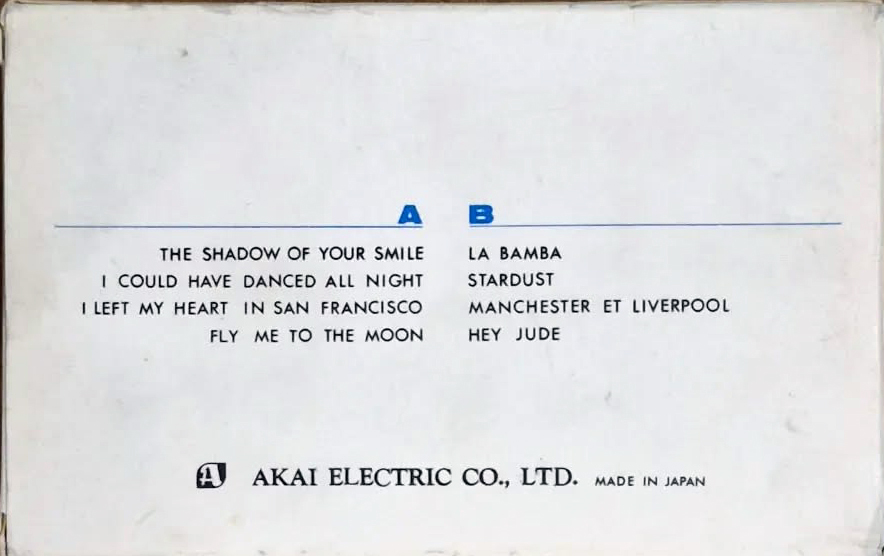 A
THE SHADOW OF YOUR SMILE
I COULD HAVE DANCED ALL NIGHT
I LEFT MY HEART IN SAN FRANCISCO
FLY ME TO THE MOON
B
LA BAMBA
STARDUST
MANCHESTER ET LIVERPOOL
HEY JUDE
A AKAI ELECTRIC CO., LTD. MADE IN JAPAN